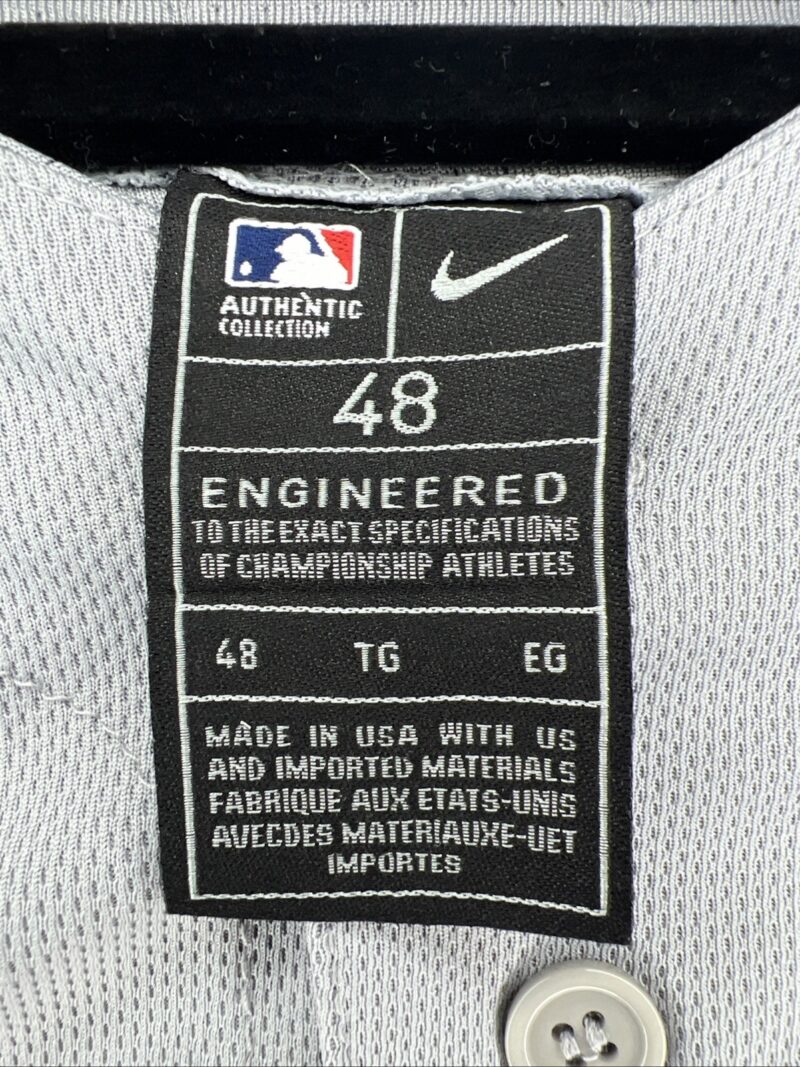 AUTHENTIC
COLLECTION
48
ENGINEERED
TO THE EXACT SPECIFICATIONS
OF CHAMPIONSHIP ATHLETES
48 TG EG
MADE IN USA WITH US
AND IMPORTED MATERIALS
FABRIQUE AUX ETATS-UNIS
AVECDES MATERIAUXE-UET
IMPORTES